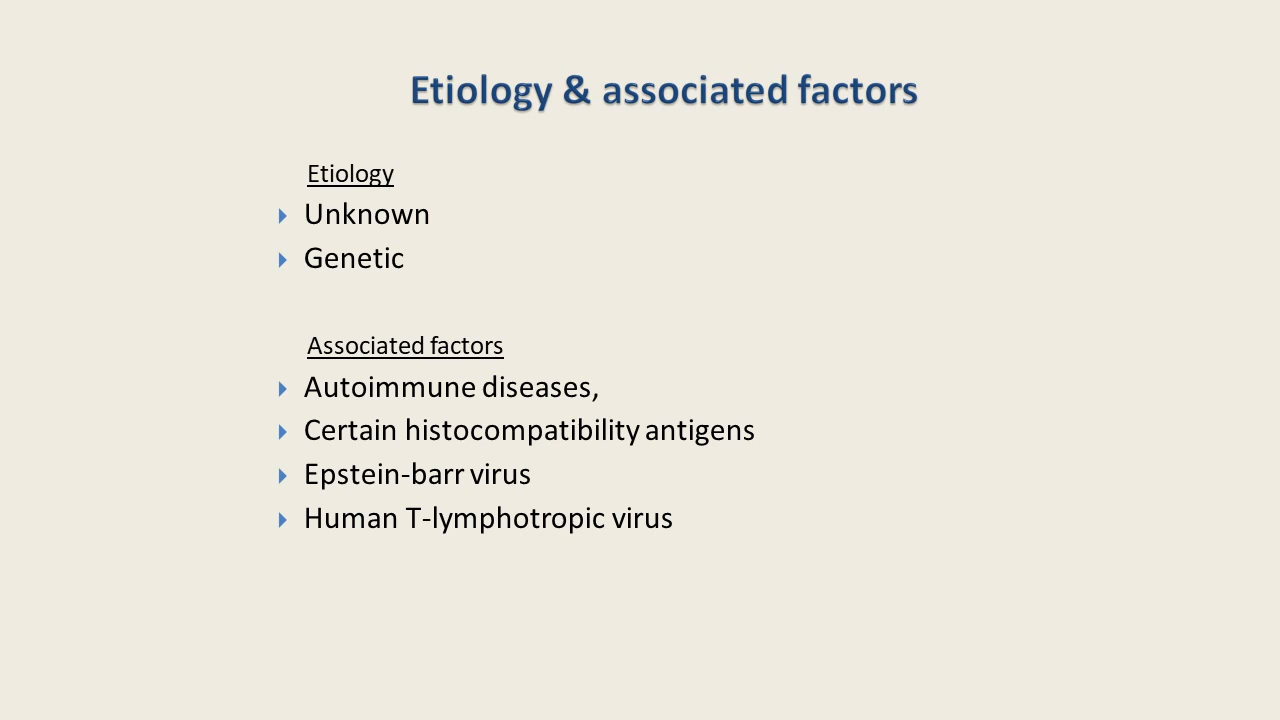 Etiology & associated factors
Etiology
Unknown
Genetic
Associated factors
Autoimmune diseases,
Certain histocompatibility antigens
Epstein-barr virus
Human T-lymphotropic virus